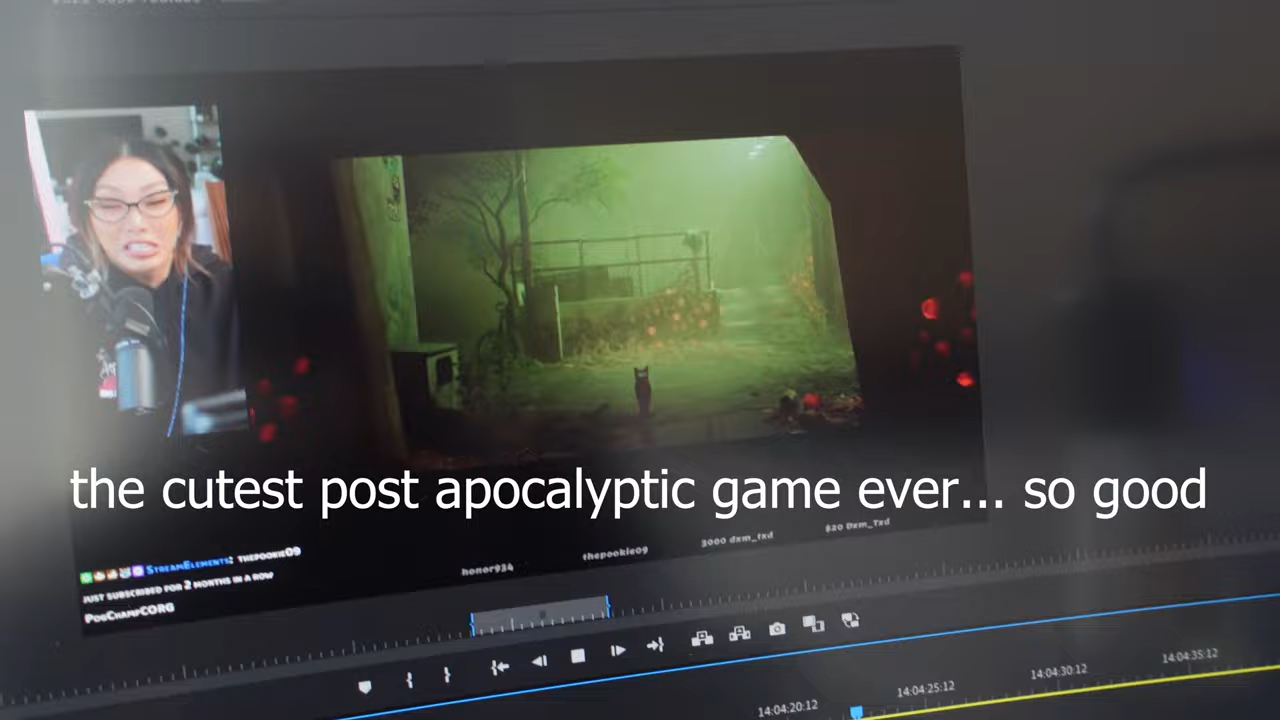 the cutest post apocalyptic game ever... so good
STREAMELEMENTS: THEPOOKIE09
JUST SUBSCRIBED FOR 2 MONTHS IN A ROW
POGCHAMPCORG
honor934
thepookie09
3000 dxm_txd
$20 Dxm_Txd
14:04:20:12
14:04:25:12
14:04:30:12
14:04:35:12